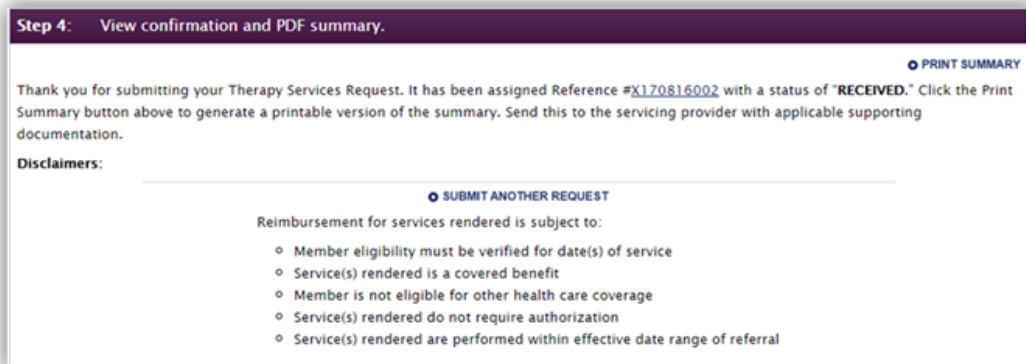 Step 4: View confirmation and PDF summary.
PRINT SUMMARY
Thank you for submitting your Therapy Services Request. It has been assigned Reference #X170816002 with a status of "RECEIVED." Click the Print
Summary button above to generate a printable version of the summary. Send this to the servicing provider with applicable supporting
documentation.
Disclaimers:
SUBMIT ANOTHER REQUEST
Reimbursement for services rendered is subject to:
Member eligibility must be verified for date(s) of service
Service(s) rendered is a covered benefit
Member is not eligible for other health care coverage
Service(s) rendered do not require authorization
Service(s) rendered are performed within effective date range of referral